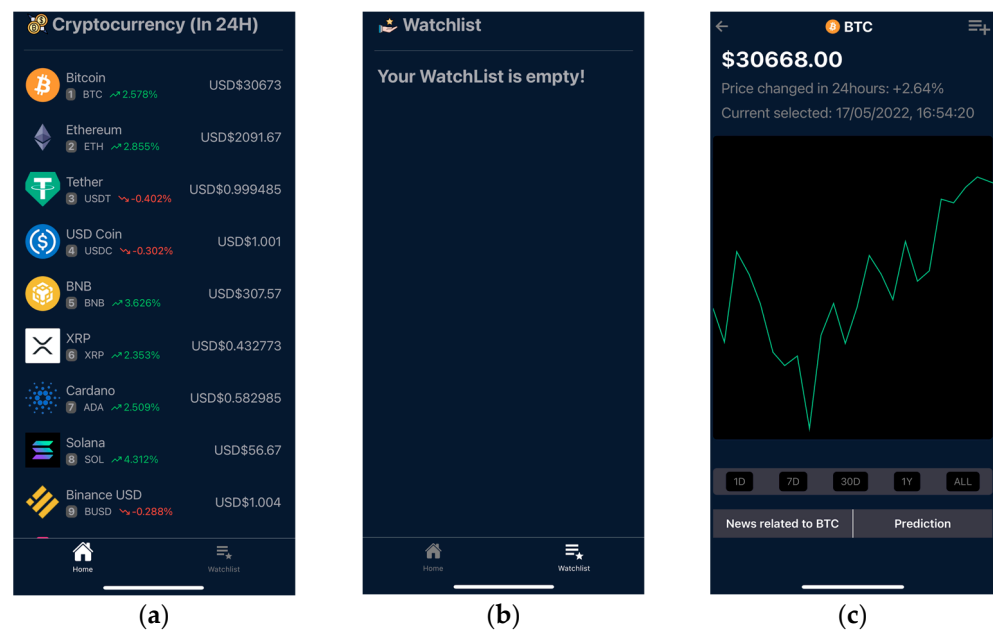 Cryptocurrency (In 24H)
Bitcoin
1 BTC 2.578%
USD$30673
Ethereum
2 ETH 2.855%
USD$2091.67
Tether
3 USDT -0.402%
USD$0.999485
USD Coin
4 USDC -0.302%
USD$1.001
BNB
5 BNB 3.626%
USD$307.57
XRP
6 XRP 2.353%
USD$0.432773
Cardano
7 ADA 2.509%
USD$0.582985
Solana
8 SOL 4.312%
USD$56.67
Binance USD
9 BUSD -0.288%
USD$1.004
Home
Watchlist
(a)
Watchlist
Your WatchList is empty!
Home
Watchlist
(b)
BTC
$30668.00
Price changed in 24hours: +2.64%
Current selected: 17/05/2022, 16:54:20
1D 7D 30D 1Y ALL
News related to BTC
Prediction
(c)